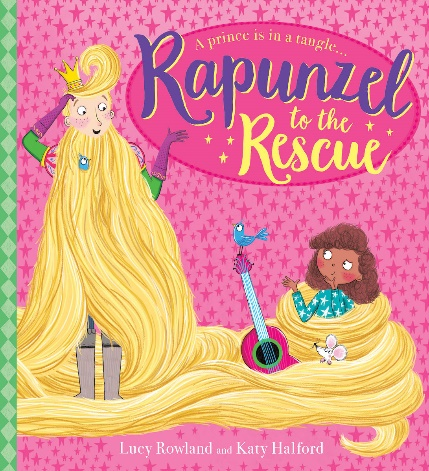 A prince is in a tangle...
Rapunzel
to the
Rescue
Lucy Rowland and Katy Halford